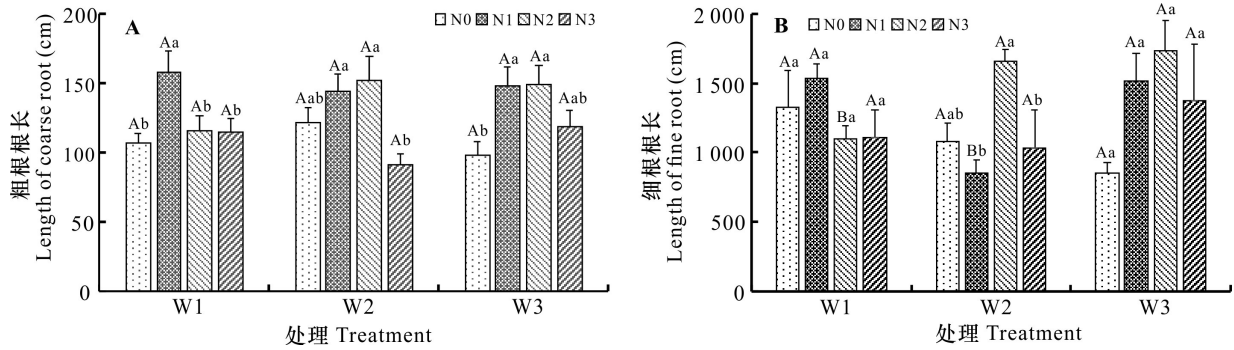 A
N0 N1 N2 N3
粗根根长
Length of coarse root (cm)
200
150
100
50
0
Ab Aa Ab Ab
Aab Aa Aa Ab
Ab Aa Aa Aab
W1 W2 W3
处理 Treatment
B
N0 N1 N2 N3
细根根长
Length of fine root (cm)
2 000
1 500
1 000
500
0
Aa Aa Ba Aa
Aab Bb Aa Ab
Aa Aa Aa Aa
W1 W2 W3
处理 Treatment